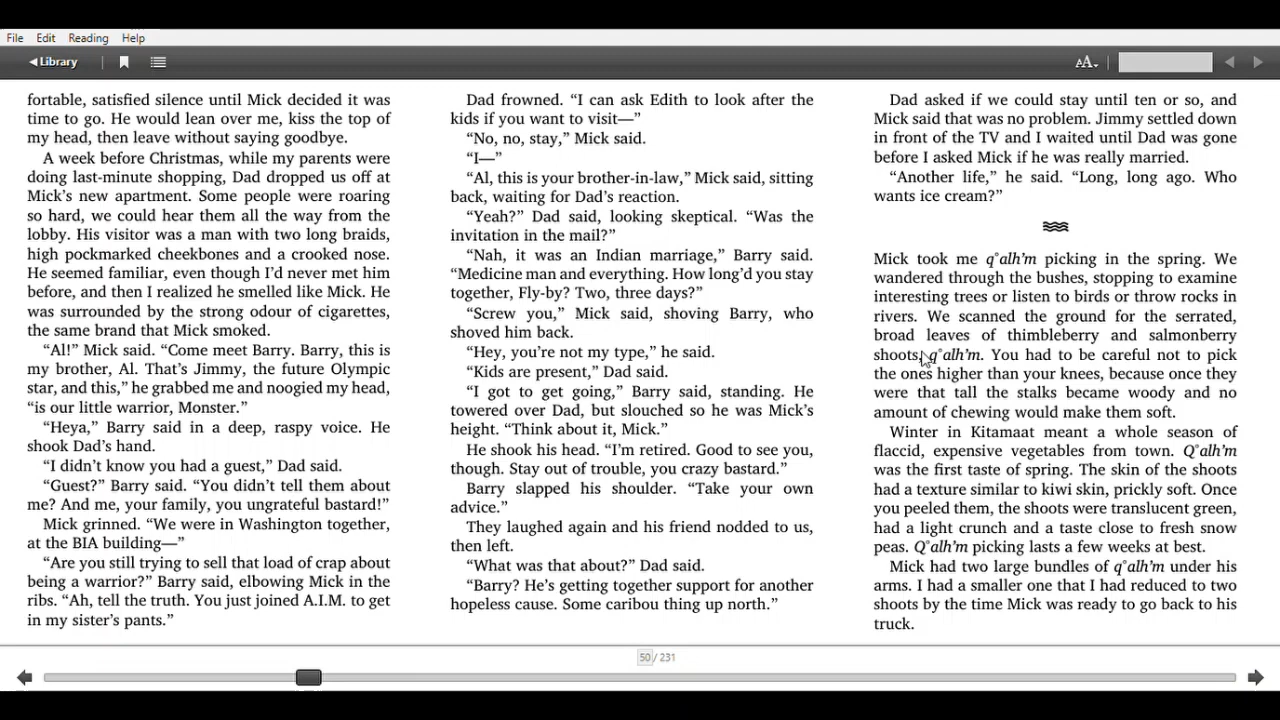 File Edit Reading Help
Library
AA
fortable, satisfied silence until Mick decided it was
time to go. He would lean over me, kiss the top of
my head, then leave without saying goodbye.
A week before Christmas, while my parents were
doing last-minute shopping, Dad dropped us off at
Mick’s new apartment. Some people were roaring
so hard, we could hear them all the way from the
lobby. His visitor was a man with two long braids,
high pockmarked cheekbones and a crooked nose.
He seemed familiar, even though I’d never met him
before, and then I realized he smelled like Mick. He
was surrounded by the strong odour of cigarettes,
the same brand that Mick smoked.
“Al!” Mick said. “Come meet Barry. Barry, this is
my brother, Al. That’s Jimmy, the future Olympic
star, and this,” he grabbed me and noogied my head,
“is our little warrior, Monster.”
“Heya,” Barry said in a deep, raspy voice. He
shook Dad’s hand.
“I didn’t know you had a guest,” Dad said.
“Guest?” Barry said. “You didn’t tell them about
me? And me, your family, you ungrateful bastard!”
Mick grinned. “We were in Washington together,
at the BIA building—”
“Are you still trying to sell that load of crap about
being a warrior?” Barry said, elbowing Mick in the
ribs. “Ah, tell the truth. You just joined A.I.M. to get
in my sister’s pants.”
Dad frowned. “I can ask Edith to look after the
kids if you want to visit—”
“No, no, stay,” Mick said.
“I—”
“Al, this is your brother-in-law,” Mick said, sitting
back, waiting for Dad’s reaction.
“Yeah?” Dad said, looking skeptical. “Was the
invitation in the mail?”
“Nah, it was an Indian marriage,” Barry said.
“Medicine man and everything. How long’d you stay
together, Fly-by? Two, three days?”
“Screw you,” Mick said, shoving Barry, who
shoved him back.
“Hey, you’re not my type,” he said.
“Kids are present,” Dad said.
“I got to get going,” Barry said, standing. He
towered over Dad, but slouched so he was Mick’s
height. “Think about it, Mick.”
He shook his head. “I’m retired. Good to see you,
though. Stay out of trouble, you crazy bastard.”
Barry slapped his shoulder. “Take your own
advice.”
They laughed again and his friend nodded to us,
then left.
“What was that about?” Dad said.
“Barry? He’s getting together support for another
hopeless cause. Some caribou thing up north.”
Dad asked if we could stay until ten or so, and
Mick said that was no problem. Jimmy settled down
in front of the TV and I waited until Dad was gone
before I asked Mick if he was really married.
“Another life,” he said. “Long, long ago. Who
wants ice cream?”
Mick took me q°alh’m picking in the spring. We
wandered through the bushes, stopping to examine
interesting trees or listen to birds or throw rocks in
rivers. We scanned the ground for the serrated,
broad leaves of thimbleberry and salmonberry
shoots, q°alh’m. You had to be careful not to pick
the ones higher than your knees, because once they
were that tall the stalks became woody and no
amount of chewing would make them soft.
Winter in Kitamaat meant a whole season of
flaccid, expensive vegetables from town. Q°alh’m
was the first taste of spring. The skin of the shoots
had a texture similar to kiwi skin, prickly soft. Once
you peeled them, the shoots were translucent green,
had a light crunch and a taste close to fresh snow
peas. Q°alh’m picking lasts a few weeks at best.
Mick had two large bundles of q°alh’m under his
arms. I had a smaller one that I had reduced to two
shoots by the time Mick was ready to go back to his
truck.
50 / 231